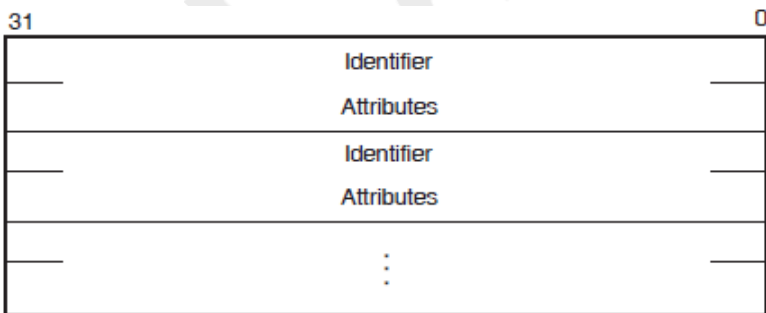 31 0
Identifier
Attributes
Identifier
Attributes
⋮